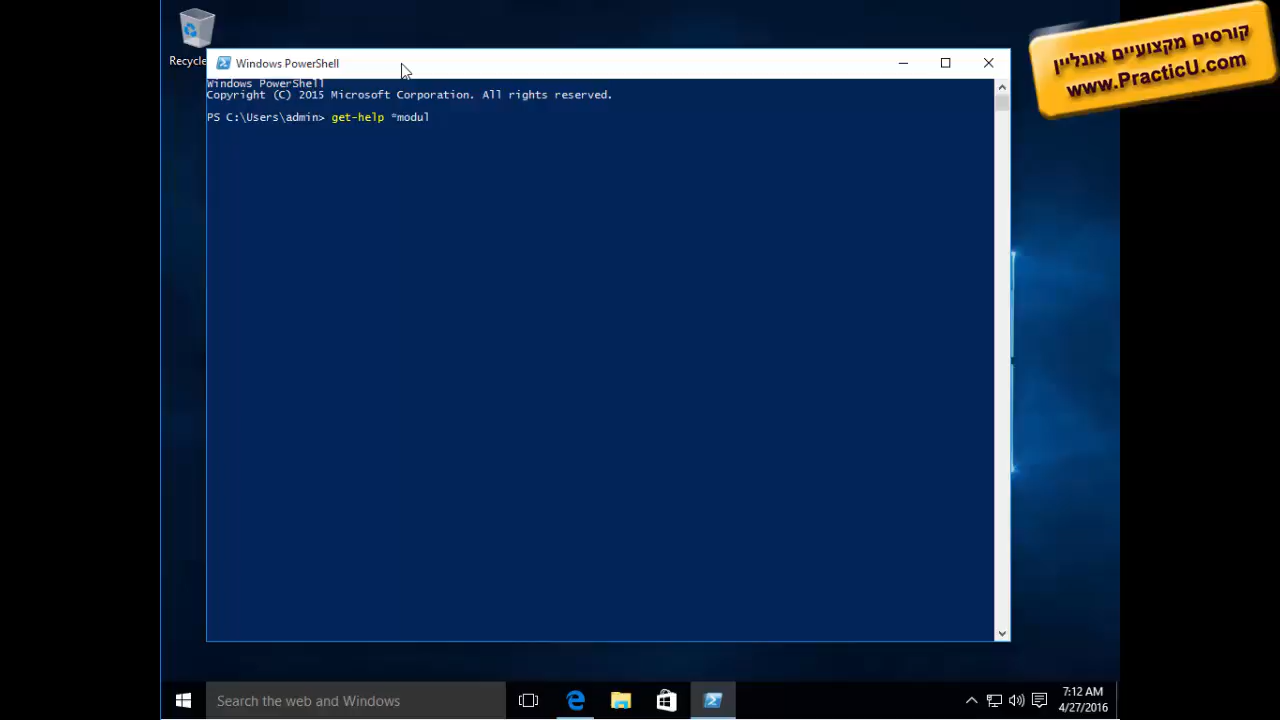 קורסים מקצועיים אונליין
www.PracticU.com
Recycle
Windows PowerShell
Windows PowerShell
Copyright (C) 2015 Microsoft Corporation. All rights reserved.
PS C:\Users\admin> get-help *modul
Search the web and Windows
7:12 AM
4/27/2016